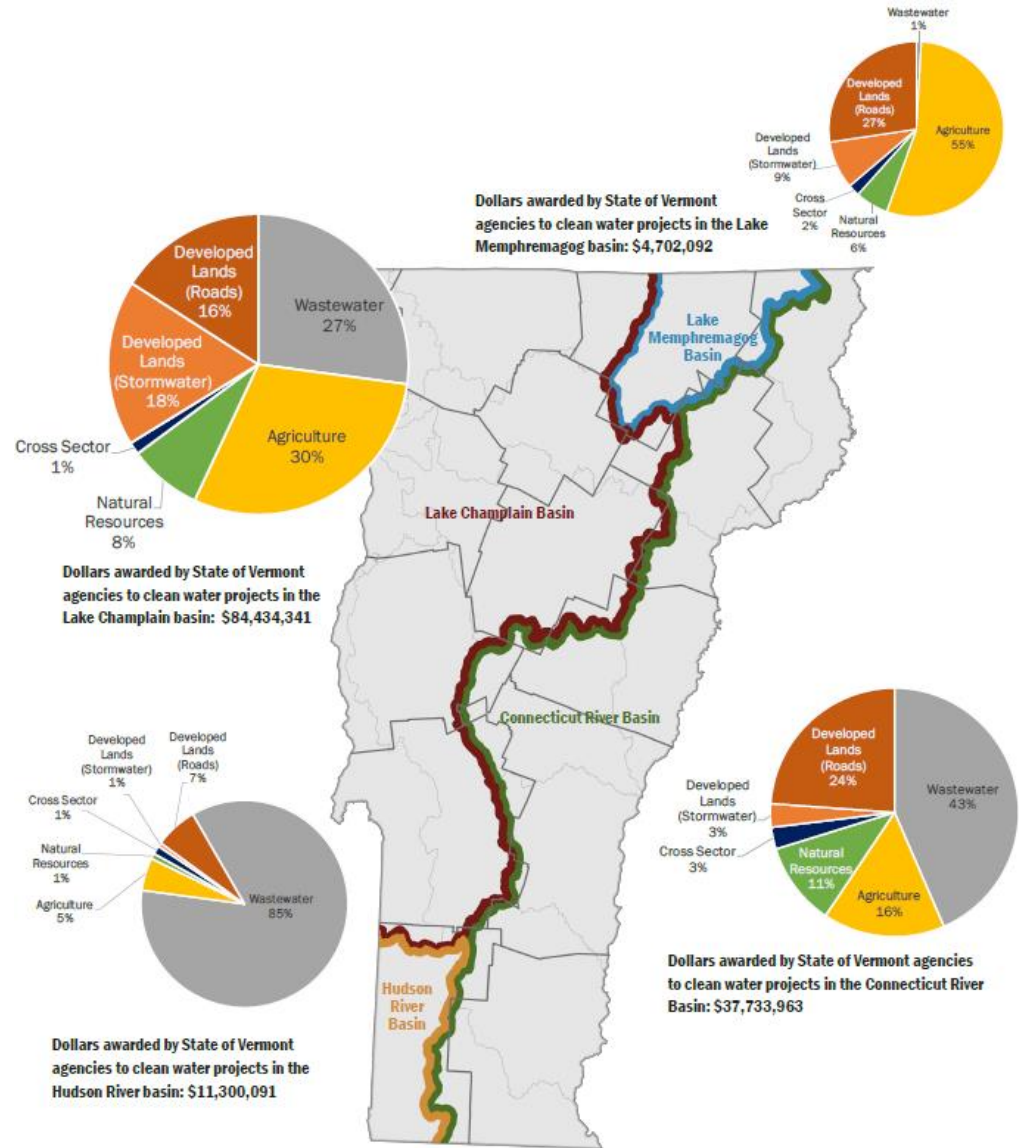 Wastewater
1%
Developed
Lands
(Roads)
27%
Agriculture
55%
Developed
Lands
(Stormwater)
9%
Cross
Sector
2%
Natural
Resources
6%
Dollars awarded by State of Vermont
agencies to clean water projects in the Lake
Memphremagog basin: $4,702,092
Developed
Lands
(Roads)
16%
Wastewater
27%
Developed
Lands
(Stormwater)
18%
Agriculture
30%
Cross Sector
1%
Natural
Resources
8%
Dollars awarded by State of Vermont
agencies to clean water projects in the
Lake Champlain basin: $84,434,341
Lake
Memphremagog
Basin
Lake Champlain Basin
Connecticut River Basin
Hudson
River
Basin
Developed
Lands
(Stormwater)
1%
Developed
Lands
(Roads)
7%
Cross Sector
1%
Natural
Resources
1%
Agriculture
5%
Wastewater
85%
Dollars awarded by State of Vermont
agencies to clean water projects in the
Hudson River basin: $11,300,091
Developed
Lands
(Roads)
24%
Wastewater
43%
Developed
Lands
(Stormwater)
3%
Cross Sector
3%
Natural
Resources
11%
Agriculture
16%
Dollars awarded by State of Vermont agencies
to clean water projects in the Connecticut River
Basin: $37,733,963